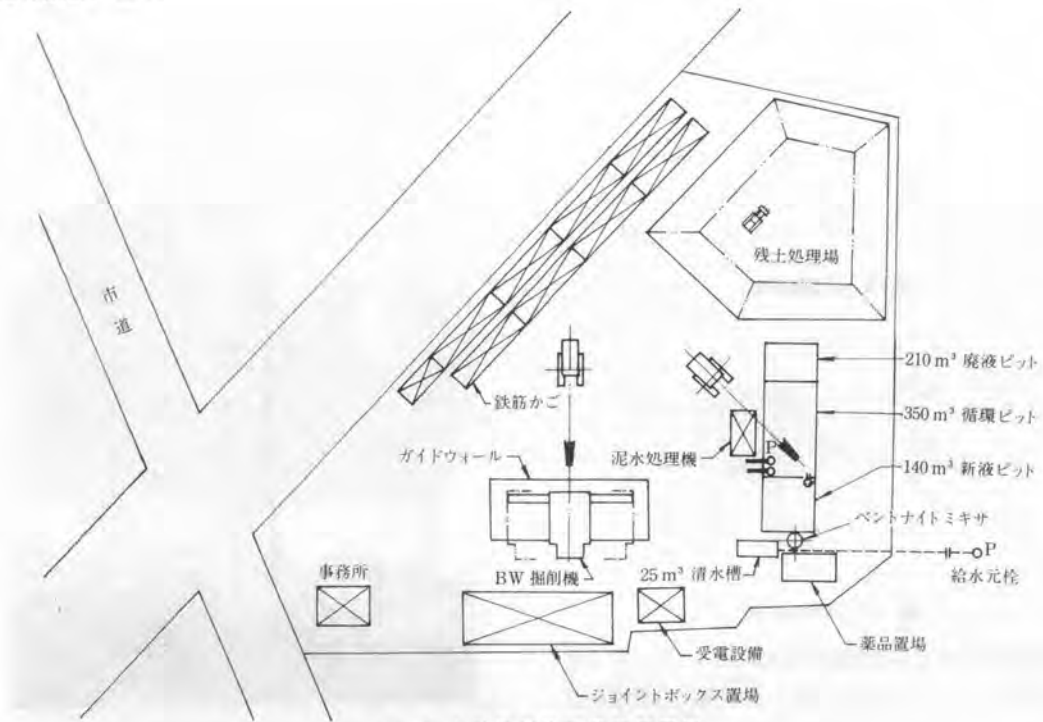 市道
残土処理場
210 m³ 廃液ピット
鉄筋かご
350 m³ 循環ピット
ガイドウォール
泥水処理機
P
140 m³ 新液ピット
ベントナイトミキサ
P
事務所
BW 掘削機
25 m³ 清水槽
給水元栓
受電設備
薬品置場
ジョイントボックス置場